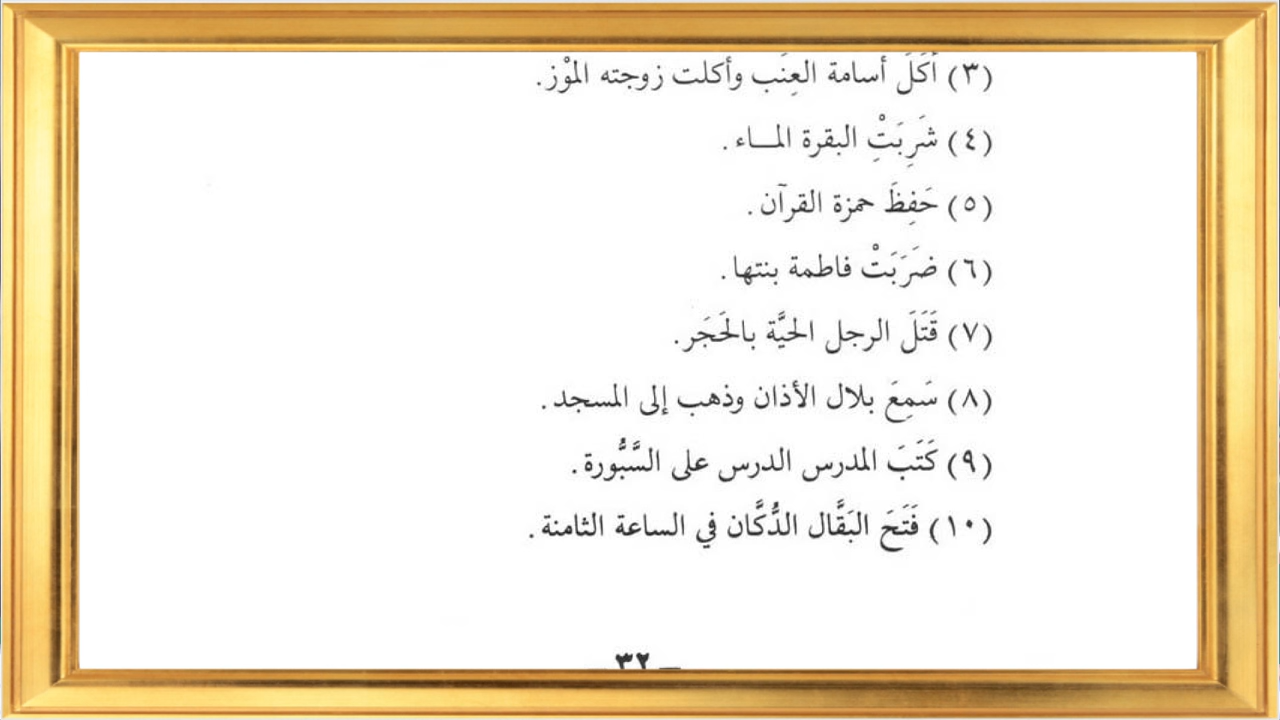 (٣) أَكَلَ أسامة العِنَب وأكلت زوجته الموْز.
(٤) شَرِبَتْ البقرة المـاء.
(٥) حَفِظَ حمزة القرآن.
(٦) ضَرَبَتْ فاطمة بنتها.
(٧) قَتَلَ الرجل الحيَّة بالحَجَر.
(٨) سَمِعَ بلال الأذان وذهب إلى المسجد.
(٩) كَتَبَ المدرس الدرس على السَّبُّورة.
(١٠) فَتَحَ البَقَّال الدُّكَّان في الساعة الثامنة.
٣٢ —